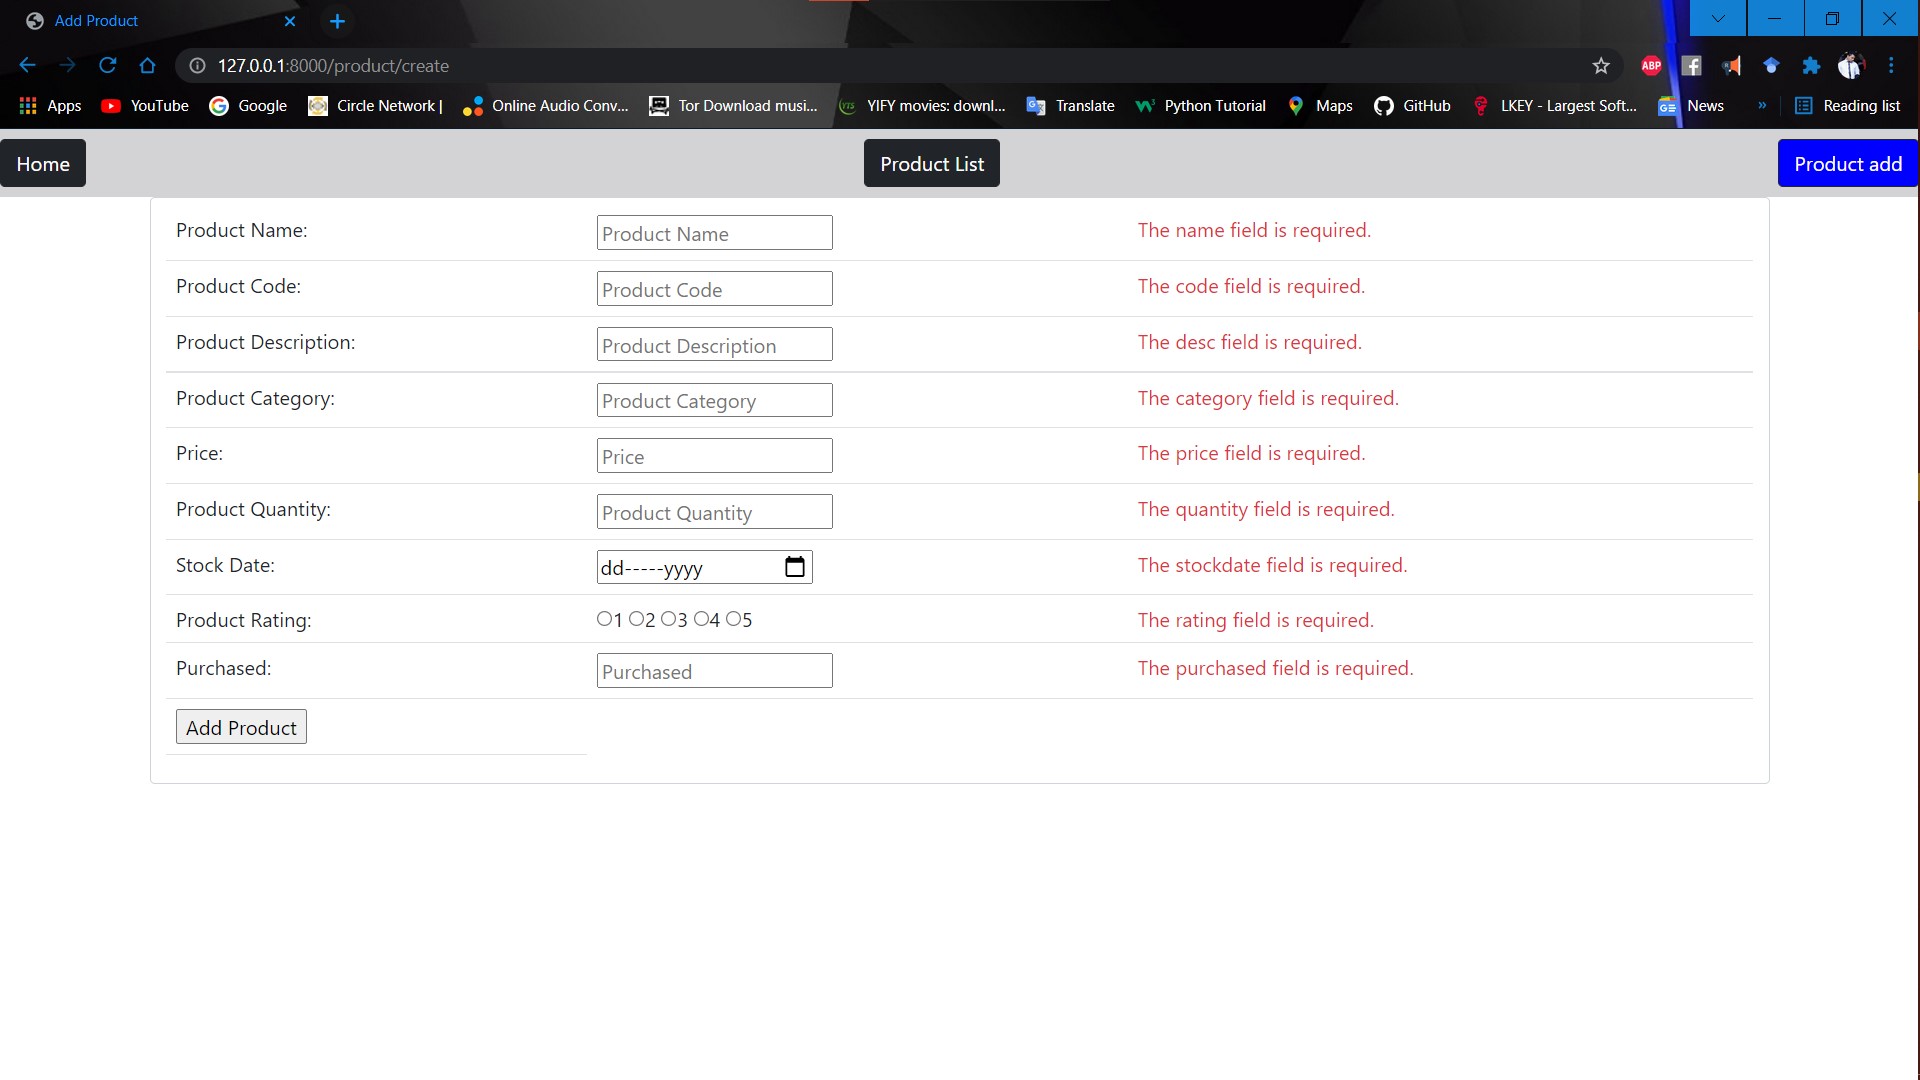 Add Product
127.0.0.1:8000/product/create
ABP
Apps YouTube Google Circle Network | Online Audio Conv... Tor Download musi... YIFY movies: downl... Translate Python Tutorial Maps GitHub LKEY - Largest Soft... News » Reading list
Home Product List Product add
Product Name: Product Name The name field is required.
Product Code: Product Code The code field is required.
Product Description: Product Description The desc field is required.
Product Category: Product Category The category field is required.
Price: Price The price field is required.
Product Quantity: Product Quantity The quantity field is required.
Stock Date: dd-----yyyy The stockdate field is required.
Product Rating: 1 2 3 4 5 The rating field is required.
Purchased: Purchased The purchased field is required.
Add Product